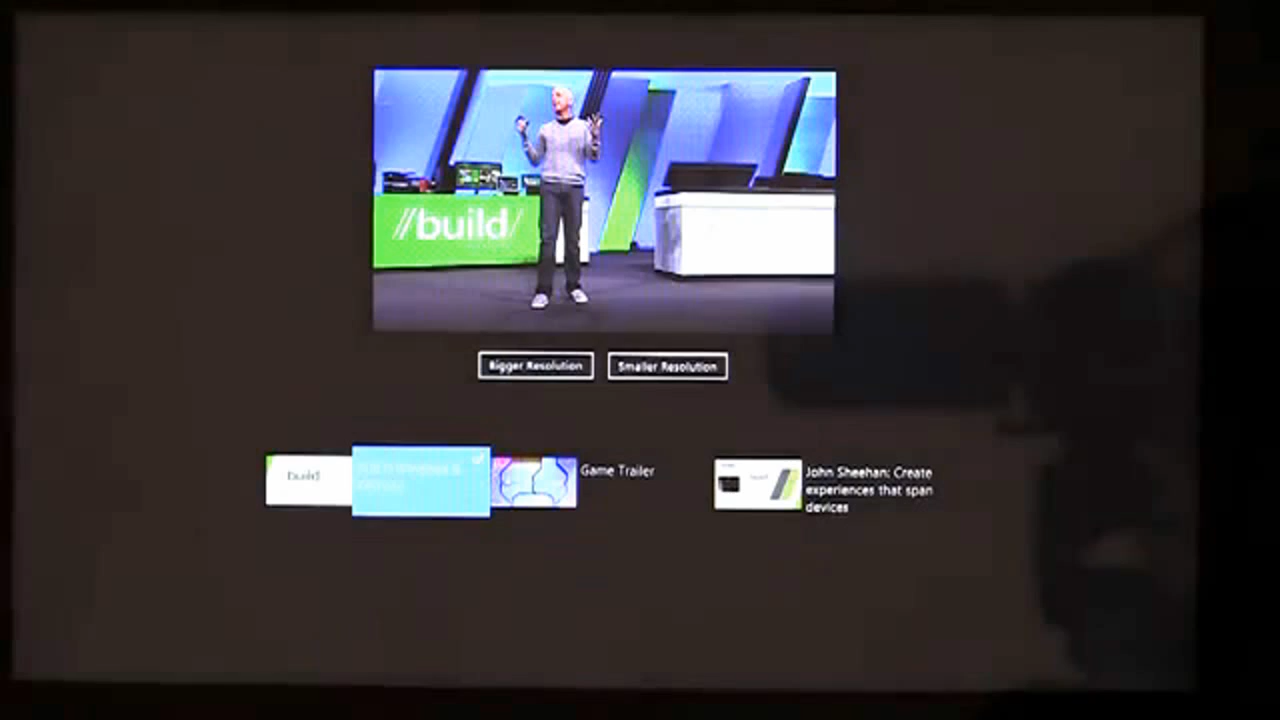 //build/
Bigger Resolution
Smaller Resolution
build
Game Trailer
John Sheehan: Create
experiences that span
devices